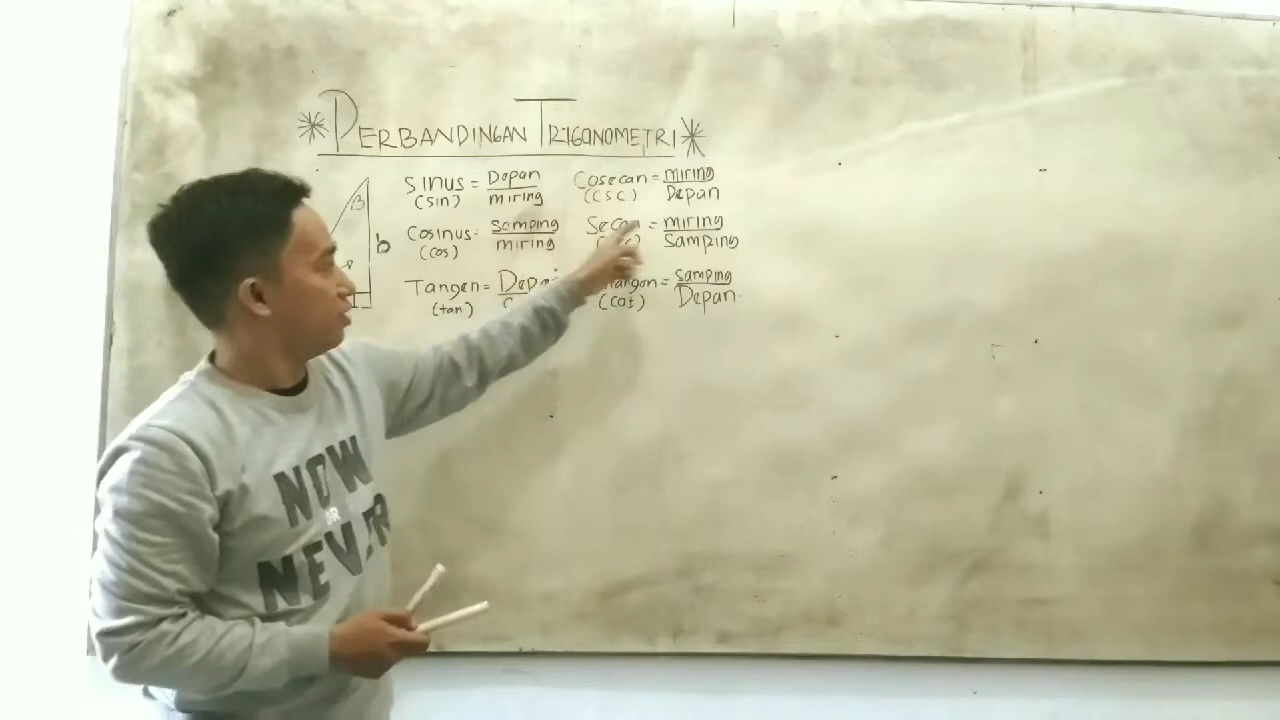 *PERBANDINGAN TRIGONOMETRI*
β
b
Sinus = Depan / miring
(sin)
Cosecan = miring / Depan
(csc)
Cosinus = Samping / miring
(cos)
= miring / Samping
Tangen =
(tan)
= Samping / Depan
(cot)
NOW
OR
NEVER